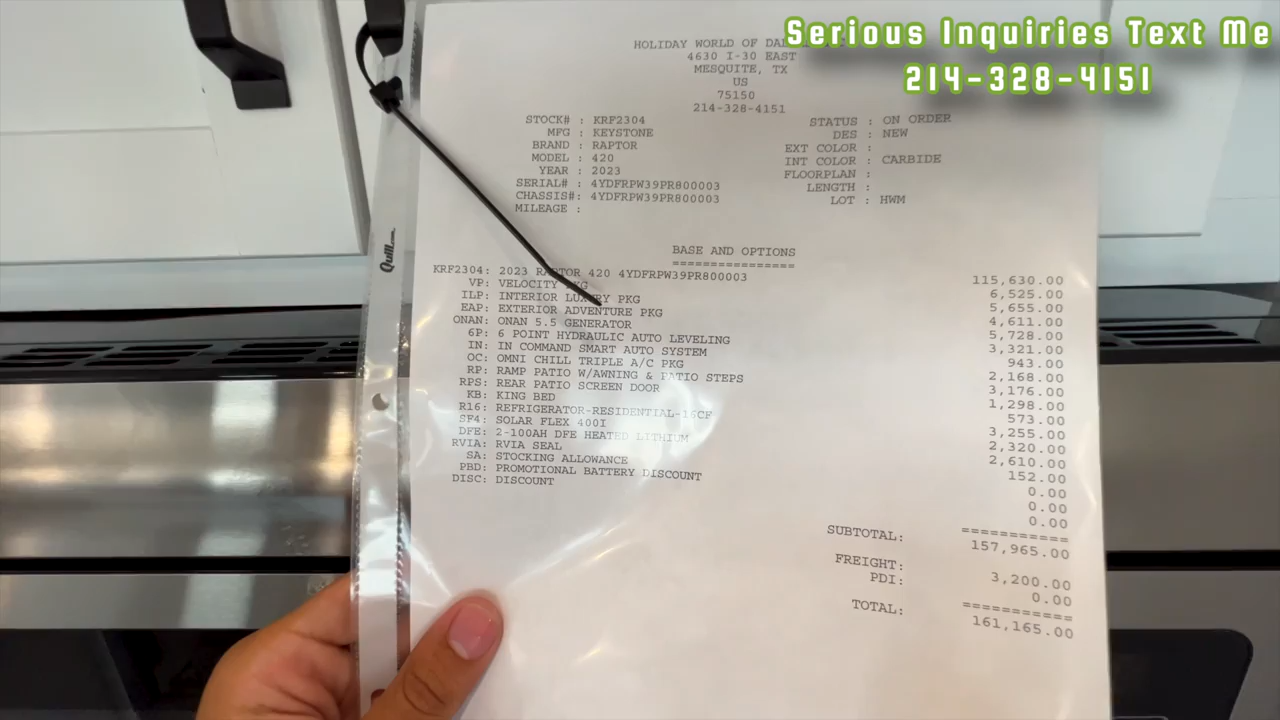 Serious Inquiries Text Me
214-328-4151
HOLIDAY WORLD OF
4630 I-30 EAST
MESQUITE, TX
US
75150
214-328-4151
STOCK# : KRF2304
MFG : KEYSTONE
BRAND : RAPTOR
MODEL : 420
YEAR : 2023
SERIAL# : 4YDFRPW39PR800003
CHASSIS#: 4YDFRPW39PR800003
MILEAGE :
STATUS : ON ORDER
DES : NEW
EXT COLOR :
INT COLOR : CARBIDE
FLOORPLAN :
LENGTH :
LOT : HWM
Quill.com
BASE AND OPTIONS
================
KRF2304: 2023 RAPTOR 420 4YDFRPW39PR800003 115,630.00
VP: VELOCITY PKG 6,525.00
ILP: INTERIOR LUXURY PKG 5,655.00
EAP: EXTERIOR ADVENTURE PKG 4,611.00
ONAN: ONAN 5.5 GENERATOR 5,728.00
6P: 6 POINT HYDRAULIC AUTO LEVELING 3,321.00
IN: IN COMMAND SMART AUTO SYSTEM 943.00
OC: OMNI CHILL TRIPLE A/C PKG 2,168.00
RP: RAMP PATIO W/AWNING & PATIO STEPS 3,176.00
RPS: REAR PATIO SCREEN DOOR 1,298.00
KB: KING BED 573.00
R16: REFRIGERATOR-RESIDENTIAL-16CF 3,255.00
SF4: SOLAR FLEX 400I 2,320.00
DFE: 2-100AH DFE HEATED LITHIUM 2,610.00
RVIA: RVIA SEAL 152.00
SA: STOCKING ALLOWANCE 0.00
PBD: PROMOTIONAL BATTERY DISCOUNT 0.00
DISC: DISCOUNT 0.00
===========
SUBTOTAL: 157,965.00
FREIGHT: 3,200.00
PDI: 0.00
===========
TOTAL: 161,165.00